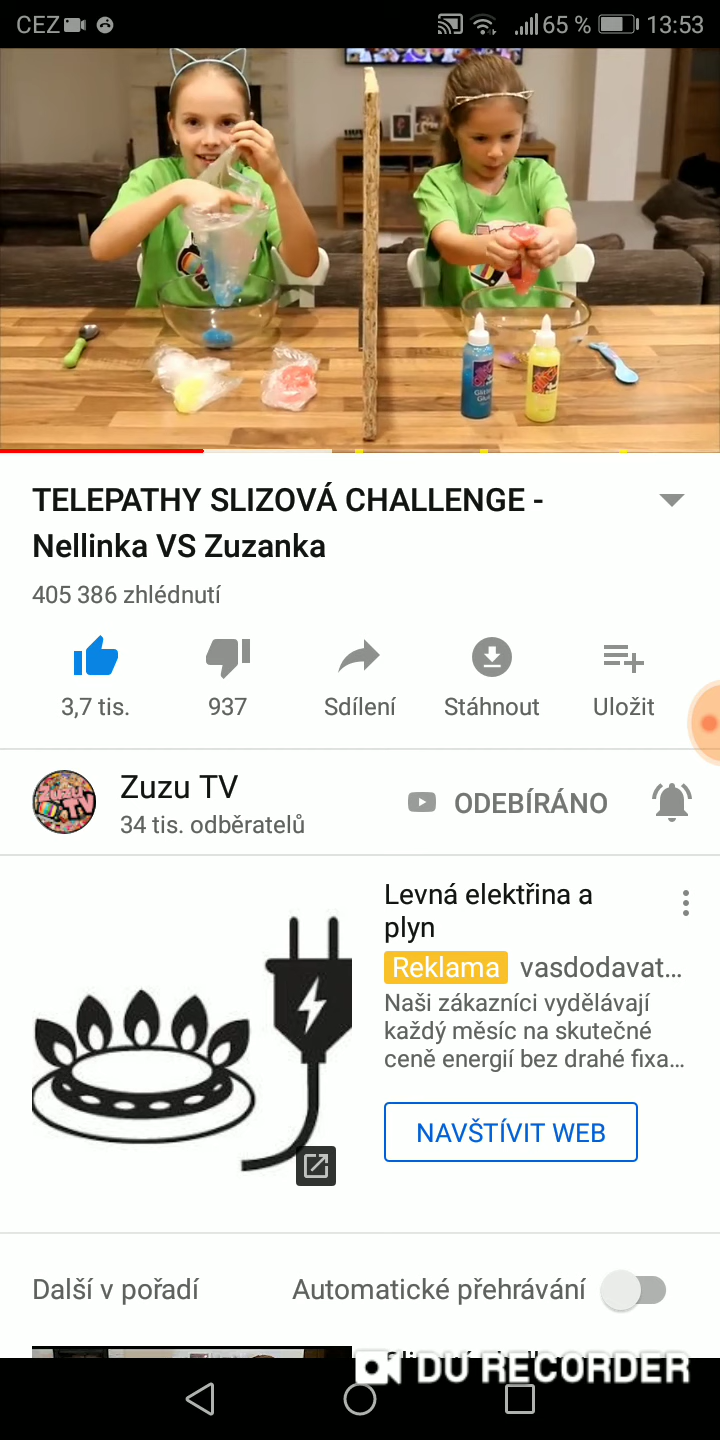 CEZ 65 % 13:53
TELEPATHY SLIZOVÁ CHALLENGE -
Nellinka VS Zuzanka
405 386 zhlédnutí
3,7 tis. 937 Sdílení Stáhnout Uložit
Zuzu TV
34 tis. odběratelů
ODEBÍRÁNO
Levná elektřina a
plyn
Reklama vasdodavat...
Naši zákazníci vydělávají
každý měsíc na skutečné
ceně energií bez drahé fixa...
NAVŠTÍVIT WEB
Další v pořadí Automatické přehrávání
DU RECORDER